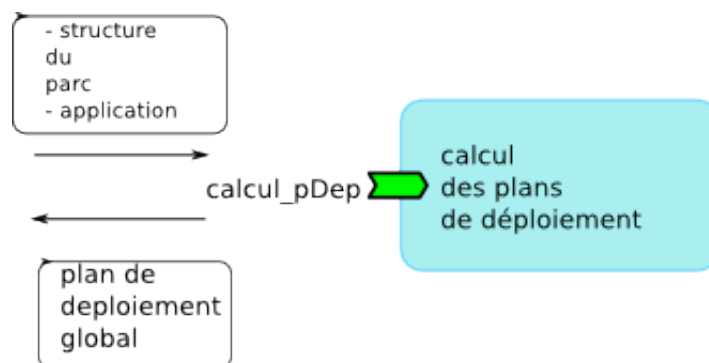 - structure
du
parc
- application
calcul_pDep
calcul
des plans
de déploiement
plan de
deploiement
global